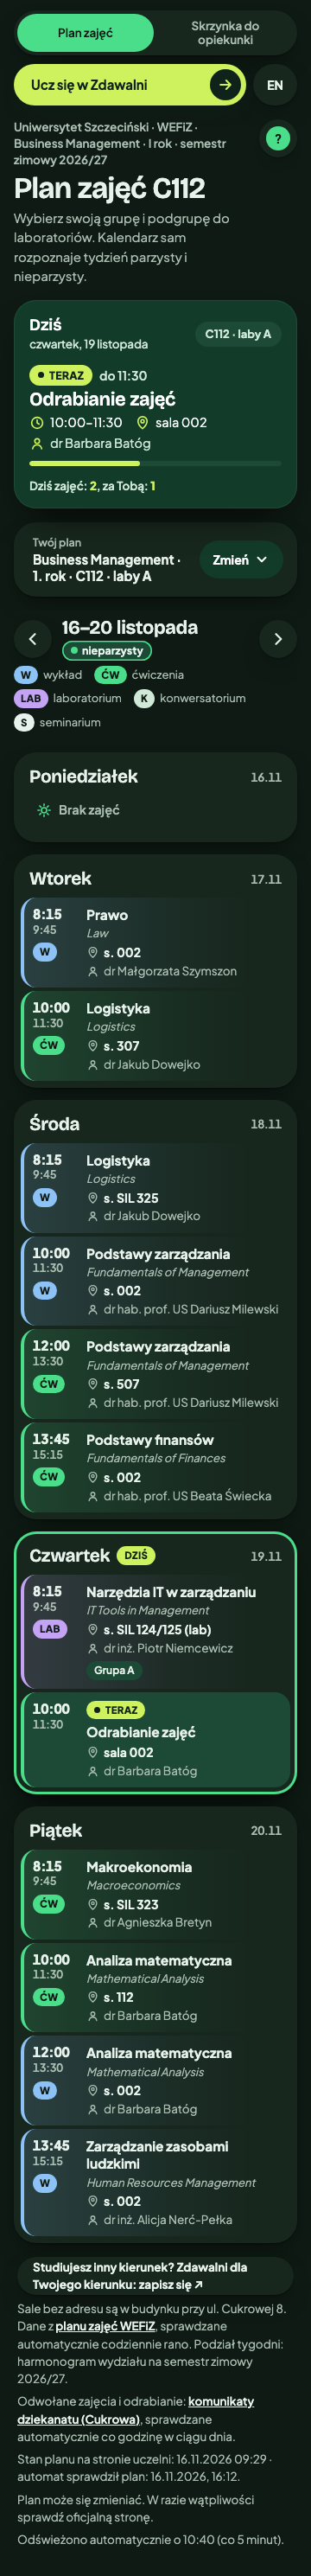 Plan zajęć
Skrzynka do
opiekunki
Ucz się w Zdawalni
EN
Uniwersytet Szczeciński · WEFiZ ·
Business Management · I rok · semestr
zimowy 2026/27
?
Plan zajęć C112
Wybierz swoją grupę i podgrupę do
laboratoriów. Kalendarz sam
rozpoznaje tydzień parzysty i
nieparzysty.
Dziś
czwartek, 19 listopada
C112 · laby A
TERAZ do 11:30
Odrabianie zajęć
10:00–11:30 sala 002
dr Barbara Batóg
Dziś zajęć: 2, za Tobą: 1
Twój plan
Business Management ·
1. rok · C112 · laby A
Zmień
16–20 listopada
nieparzysty
W wykład ĆW ćwiczenia
LAB laboratorium K konwersatorium
S seminarium
Poniedziałek 16.11
Brak zajęć
Wtorek 17.11
8:15 Prawo
9:45 Law
W s. 002
dr Małgorzata Szymson
10:00 Logistyka
11:30 Logistics
ĆW s. 307
dr Jakub Dowejko
Środa 18.11
8:15 Logistyka
9:45 Logistics
W s. SIL 325
dr Jakub Dowejko
10:00 Podstawy zarządzania
11:30 Fundamentals of Management
W s. 002
dr hab. prof. US Dariusz Milewski
12:00 Podstawy zarządzania
13:30 Fundamentals of Management
ĆW s. 507
dr hab. prof. US Dariusz Milewski
13:45 Podstawy finansów
15:15 Fundamentals of Finances
ĆW s. 002
dr hab. prof. US Beata Świecka
Czwartek DZIŚ 19.11
8:15 Narzędzia IT w zarządzaniu
9:45 IT Tools in Management
LAB s. SIL 124/125 (lab)
dr inż. Piotr Niemcewicz
Grupa A
10:00 TERAZ
11:30 Odrabianie zajęć
sala 002
dr Barbara Batóg
Piątek 20.11
8:15 Makroekonomia
9:45 Macroeconomics
ĆW s. SIL 323
dr Agnieszka Bretyn
10:00 Analiza matematyczna
11:30 Mathematical Analysis
ĆW s. 112
dr Barbara Batóg
12:00 Analiza matematyczna
13:30 Mathematical Analysis
W s. 002
dr Barbara Batóg
13:45 Zarządzanie zasobami
15:15 ludzkimi
W Human Resources Management
s. 002
dr inż. Alicja Nerć-Pełka
Studiujesz inny kierunek? Zdawalni dla
Twojego kierunku: zapisz się ↗
Sale bez adresu są w budynku przy ul. Cukrowej 8.
Dane z planu zajęć WEFiZ, sprawdzane
automatycznie codziennie rano. Podział tygodni:
harmonogram wydziału na semestr zimowy
2026/27.
Odwołane zajęcia i odrabianie: komunikaty
dziekanatu (Cukrowa), sprawdzane
automatycznie co godzinę w ciągu dnia.
Stan planu na stronie uczelni: 16.11.2026 09:29 ·
automat sprawdził plan: 16.11.2026, 16:12.
Plan może się zmieniać. W razie wątpliwości
sprawdź oficjalną stronę.
Odświeżono automatycznie o 10:40 (co 5 minut).